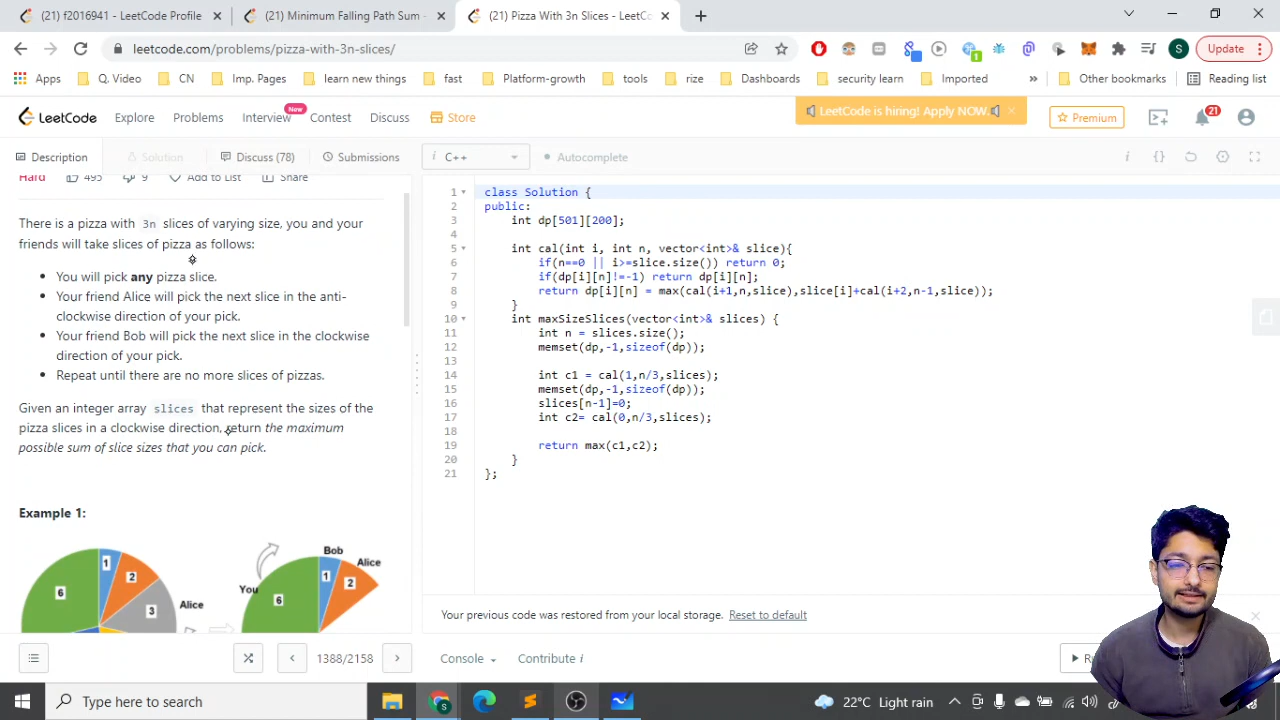 (21) f2016941 - LeetCode Profile
(21) Minimum Falling Path Sum -
(21) Pizza With 3n Slices - LeetCo
leetcode.com/problems/pizza-with-3n-slices/
Update
Apps
Q. Video
CN
Imp. Pages
learn new things
fast
Platform-growth
tools
rize
Dashboards
security learn
Imported
»
Other bookmarks
Reading list
LeetCode
Explore
Problems
Interview
New
Contest
Discuss
Store
LeetCode is hiring! Apply NOW.
Premium
21
Description
Solution
Discuss (78)
Submissions
i C++
Autocomplete
Hard
495
9
Add to List
Share
There is a pizza with 3n slices of varying size, you and your
friends will take slices of pizza as follows:
• You will pick any pizza slice.
• Your friend Alice will pick the next slice in the anti-
clockwise direction of your pick.
• Your friend Bob will pick the next slice in the clockwise
direction of your pick.
• Repeat until there are no more slices of pizzas.
Given an integer array slices that represent the sizes of the
pizza slices in a clockwise direction, return the maximum
possible sum of slice sizes that you can pick.
Example 1:
1
2
3
6
Alice
Bob
Alice
You
1
2
6
1 class Solution {
2 public:
3 int dp[501][200];
4
5 int cal(int i, int n, vector<int>& slice){
6 if(n==0 || i>=slice.size()) return 0;
7 if(dp[i][n]!=-1) return dp[i][n];
8 return dp[i][n] = max(cal(i+1,n,slice),slice[i]+cal(i+2,n-1,slice));
9 }
10 int maxSizeSlices(vector<int>& slices) {
11 int n = slices.size();
12 memset(dp,-1,sizeof(dp));
13
14 int c1 = cal(1,n/3,slices);
15 memset(dp,-1,sizeof(dp));
16 slices[n-1]=0;
17 int c2= cal(0,n/3,slices);
18
19 return max(c1,c2);
20 }
21 };
Your previous code was restored from your local storage. Reset to default
1388/2158
Console
Contribute i
Type here to search
22°C Light rain